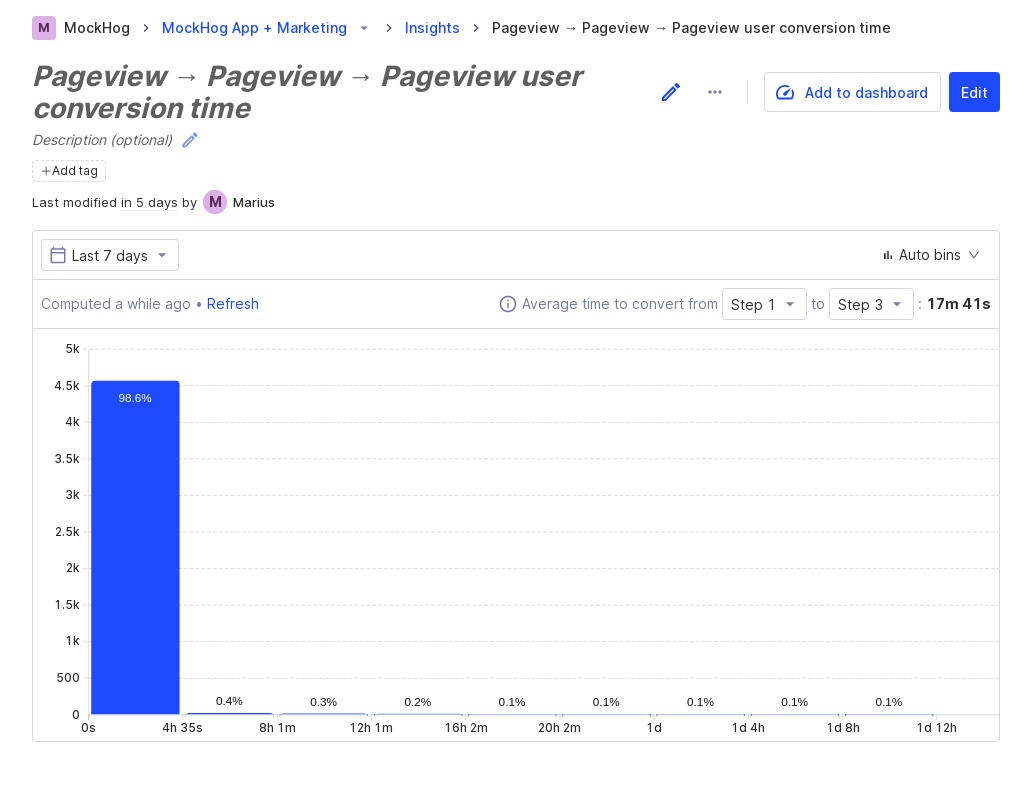 M MockHog > MockHog App + Marketing > Insights > Pageview → Pageview → Pageview user conversion time
Pageview → Pageview → Pageview user
conversion time
Add to dashboard
Edit
Description (optional)
+Add tag
Last modified in 5 days by M Marius
Last 7 days
Auto bins
Computed a while ago • Refresh
Average time to convert from Step 1 to Step 3 : 17m 41s
5k
4.5k
4k
3.5k
3k
2.5k
2k
1.5k
1k
500
0
98.6% 0.4% 0.3% 0.2% 0.1% 0.1% 0.1% 0.1% 0.1%
0s 4h 35s 8h 1m 12h 1m 16h 2m 20h 2m 1d 1d 4h 1d 8h 1d 12h